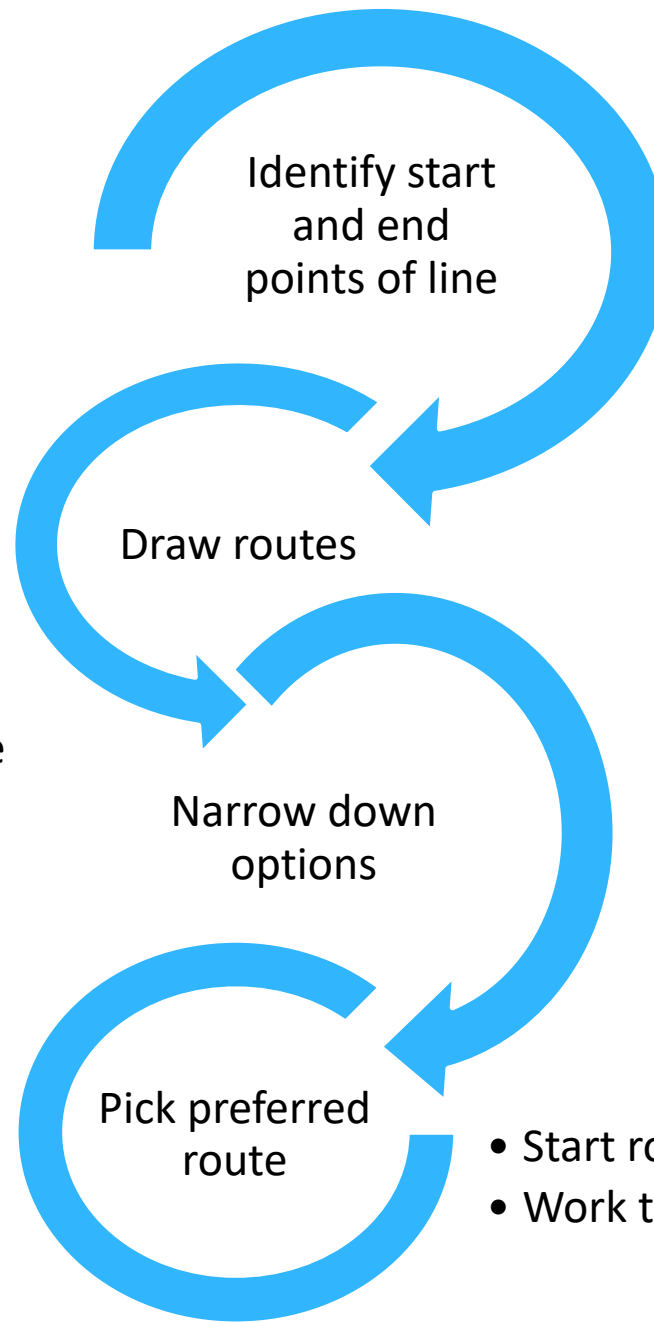 Identify start
and end
points of line
Draw routes
Narrow down
options
Pick preferred
route
• Start
• Work